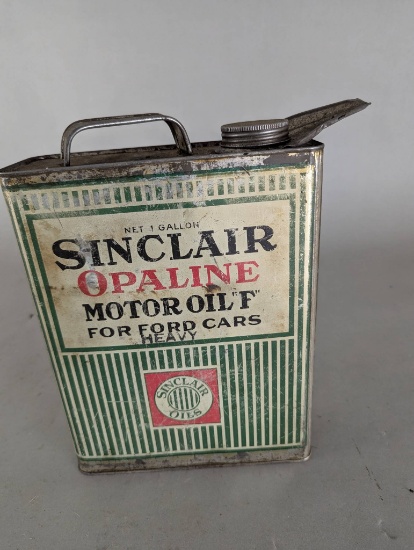 NET 1 GALLON
SINCLAIR
OPALINE
MOTOR OIL "F"
FOR FORD CARS
HEAVY
SINCLAIR
OILS